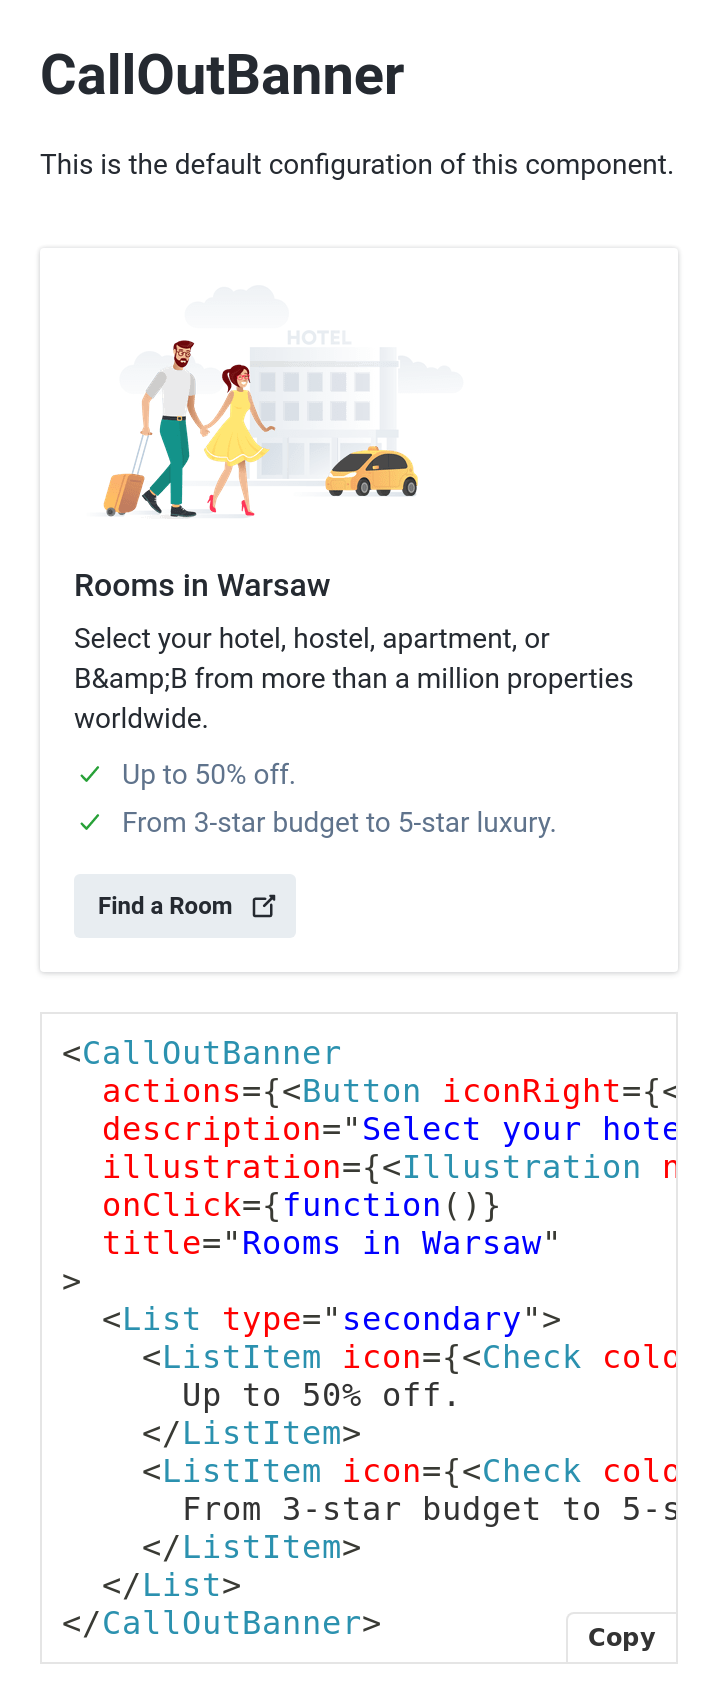 CallOutBanner
This is the default configuration of this component.
HOTEL
Rooms in Warsaw
Select your hotel, hostel, apartment, or
B&amp;B from more than a million properties
worldwide.
Up to 50% off.
From 3-star budget to 5-star luxury.
Find a Room
<CallOutBanner
  actions={<Button iconRight={<
  description="Select your hote
  illustration={<Illustration n
  onClick={function()}
  title="Rooms in Warsaw"
>
  <List type="secondary">
    <ListItem icon={<Check colo
      Up to 50% off.
    </ListItem>
    <ListItem icon={<Check colo
      From 3-star budget to 5-s
    </ListItem>
  </List>
</CallOutBanner>
Copy